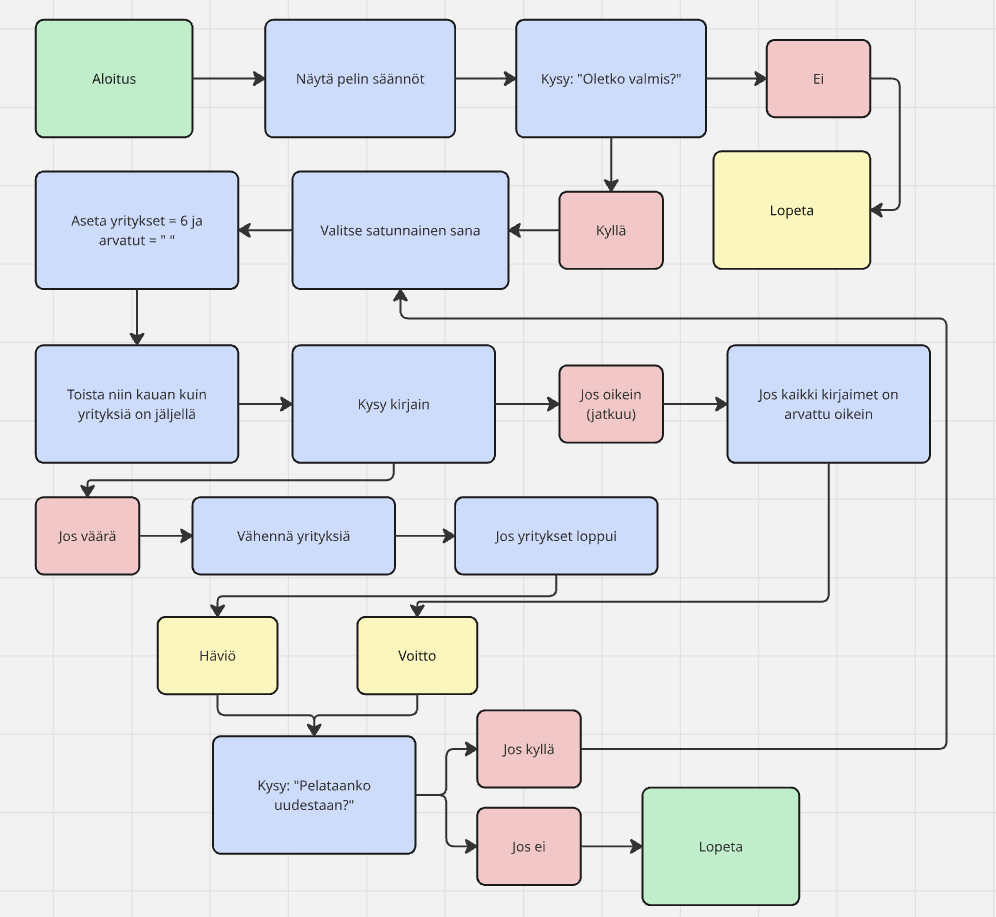 Aloitus
Näytä pelin säännöt
Kysy: "Oletko valmis?"
Ei
Aseta yritykset = 6 ja
arvatut = " "
Valitse satunnainen sana
Kyllä
Lopeta
Toista niin kauan kuin
yrityksiä on jäljellä
Kysy kirjain
Jos oikein
(jatkuu)
Jos kaikki kirjaimet on
arvattu oikein
Jos väärä
Vähennä yrityksiä
Jos yritykset loppui
Häviö
Voitto
Kysy: "Pelataanko
uudestaan?"
Jos kyllä
Jos ei
Lopeta